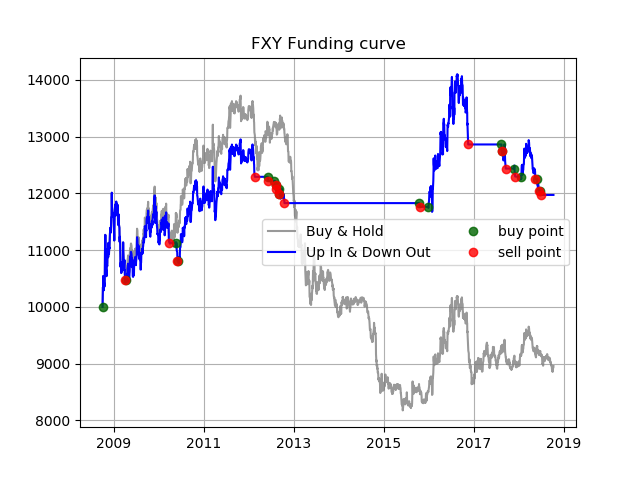 FXY Funding curve
14000
13000
12000
11000
10000
9000
8000
Buy & Hold
Up In & Down Out
buy point
sell point
2009 2011 2013 2015 2017 2019